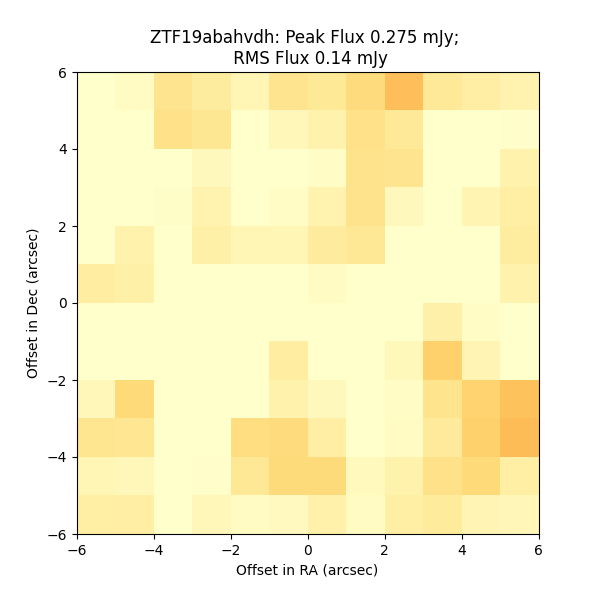 ZTF19abahvdh: Peak Flux 0.275 mJy;
RMS Flux 0.14 mJy
6
4
2
0
−2
−4
−6
Offset in Dec (arcsec)
−6 −4 −2 0 2 4 6
Offset in RA (arcsec)